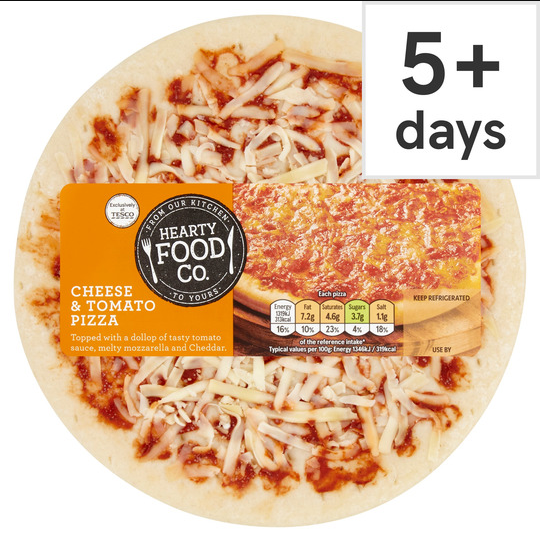 5+
days
Exclusively
at
TESCO
FROM OUR KITCHEN
HEARTY
FOOD
Co.
TO YOURS
CHEESE
& TOMATO
PIZZA
Topped with a dollop of tasty tomato
sauce, melty mozzarella and Cheddar.
Each pizza
Energy Fat Saturates Sugars Salt
1319kJ 7.2g 4.6g 3.7g 1.1g
313kcal
16% 10% 23% 4% 18%
of the reference intake*
Typical values per 100g: Energy 1346kJ / 319kcal
KEEP REFRIGERATED
USE BY